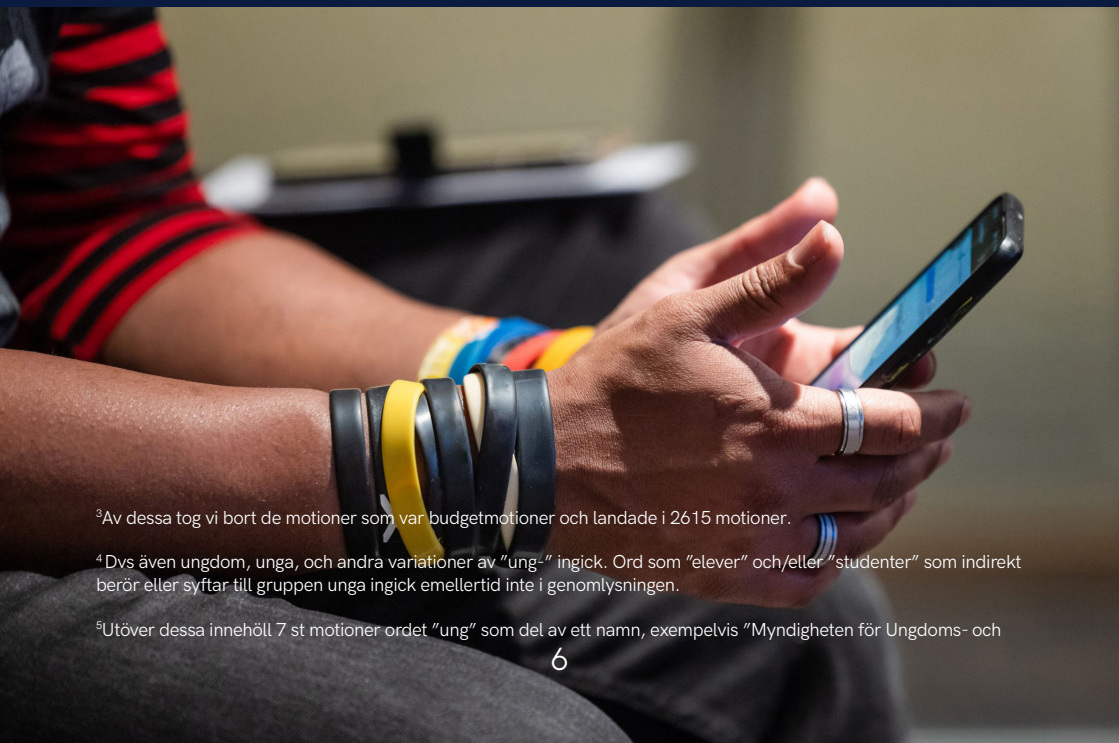 ³Av dessa tog vi bort de motioner som var budgetmotioner och landade i 2615 motioner.
⁴Dvs även ungdom, unga, och andra variationer av ”ung-” ingick. Ord som ”elever” och/eller ”studenter” som indirekt
berör eller syftar till gruppen unga ingick emellertid inte i genomlysningen.
⁵Utöver dessa innehöll 7 st motioner ordet ”ung” som del av ett namn, exempelvis ”Myndigheten för Ungdoms- och
6